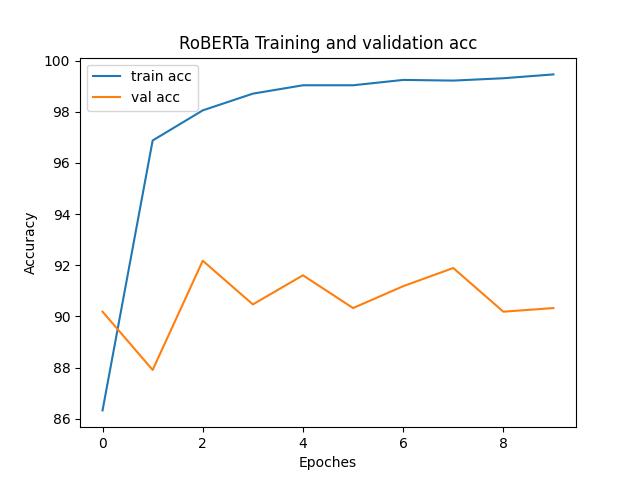 RoBERTa Training and validation acc
train acc
val acc
Accuracy
100
98
96
94
92
90
88
86
0 2 4 6 8
Epoches